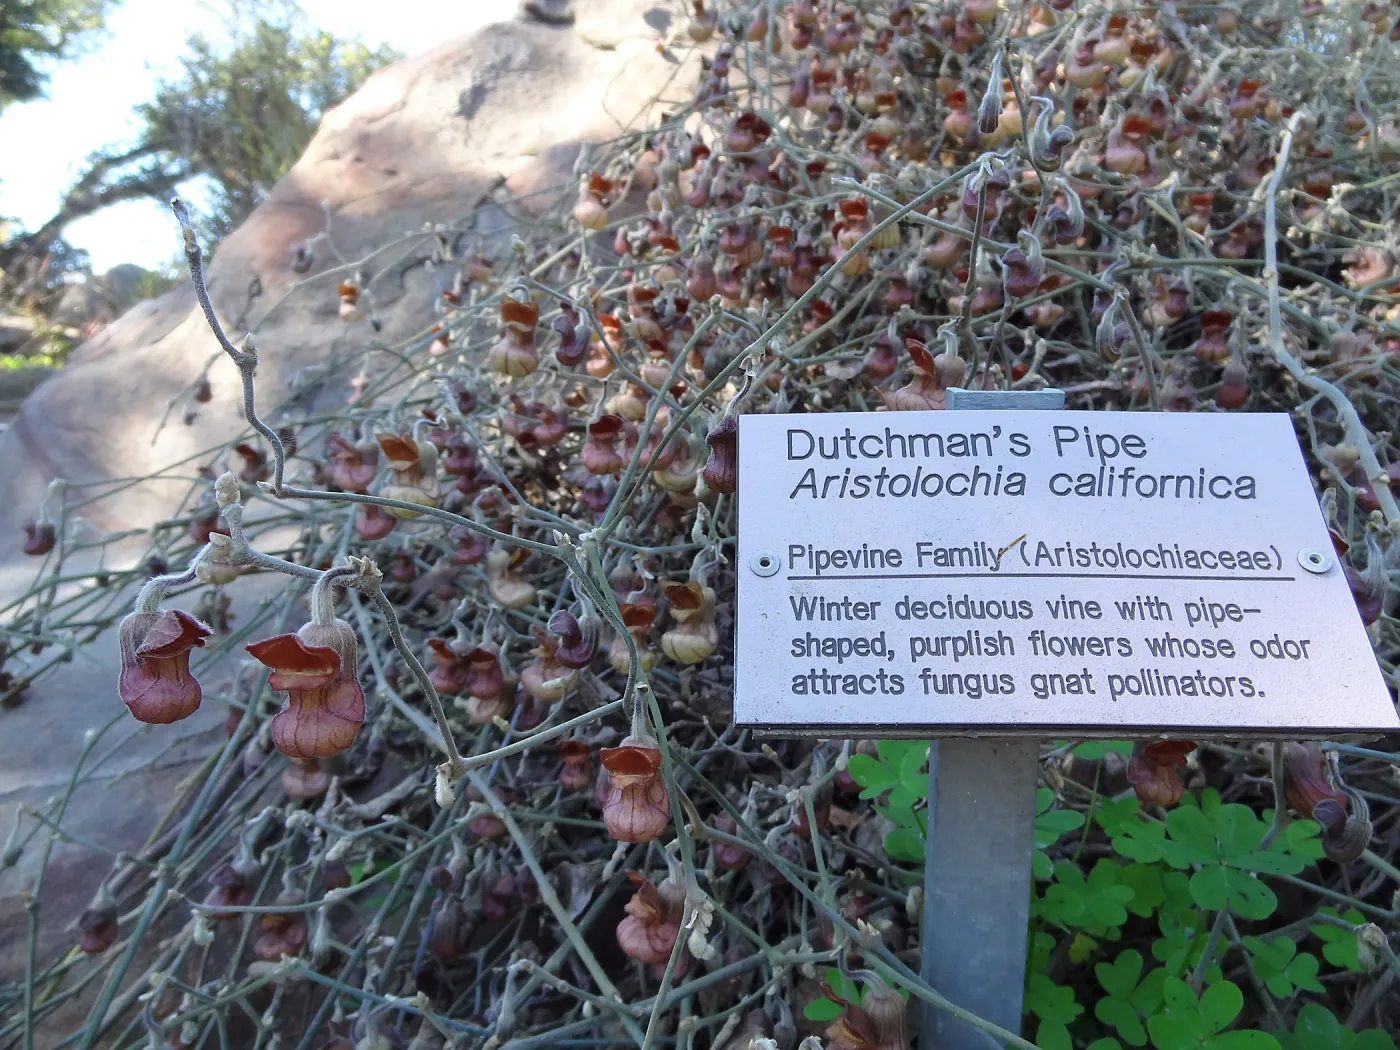 Dutchman's Pipe
Aristolochia californica
Pipevine Family (Aristolochiaceae)
Winter deciduous vine with pipe-
shaped, purplish flowers whose odor
attracts fungus gnat pollinators.